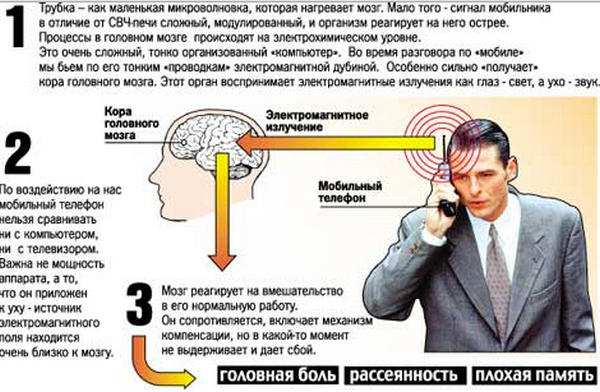 1
Трубка – как маленькая микроволновка, которая нагревает мозг. Мало того - сигнал мобильника
в отличие от СВЧ-печи сложный, модулированный, и организм реагирует на него острее.
Процессы в головном мозге происходят на электрохимическом уровне.
Это очень сложный, тонко организованный «компьютер». Во время разговора по «мобиле»
мы бьем по его тонким «проводкам» электромагнитной дубиной. Особенно сильно «получает»
кора головного мозга. Этот орган воспринимает электромагнитные излучения как глаз - свет, а ухо - звук.
Кора
головного
мозга
Электромагнитное
излучение
Мобильный
телефон
2
По воздействию на нас
мобильный телефон
нельзя сравнивать
ни с компьютером,
ни с телевизором.
Важна не мощность
аппарата, а то,
что он приложен
к уху - источник
электромагнитного
поля находится
очень близко к мозгу.
3
Мозг реагирует на вмешательство
в его нормальную работу.
Он сопротивляется, включает механизм
компенсации, но в какой-то момент
не выдерживает и дает сбой.
головная боль рассеянность плохая память